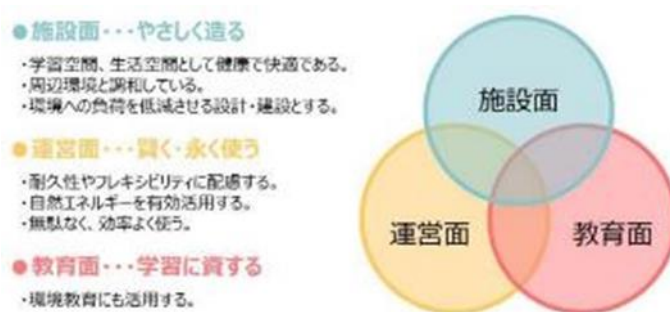 ●施設面・・・やさしく造る
・学習空間、生活空間として健康で快適である。
・周辺環境と調和している。
・環境への負荷を低減させる設計・建設とする。
●運営面・・・賢く・永く使う
・耐久性やフレキシビリティに配慮する。
・自然エネルギーを有効活用する。
・無駄なく、効率よく使う。
●教育面・・・学習に資する
・環境教育にも活用する。
施設面
運営面
教育面